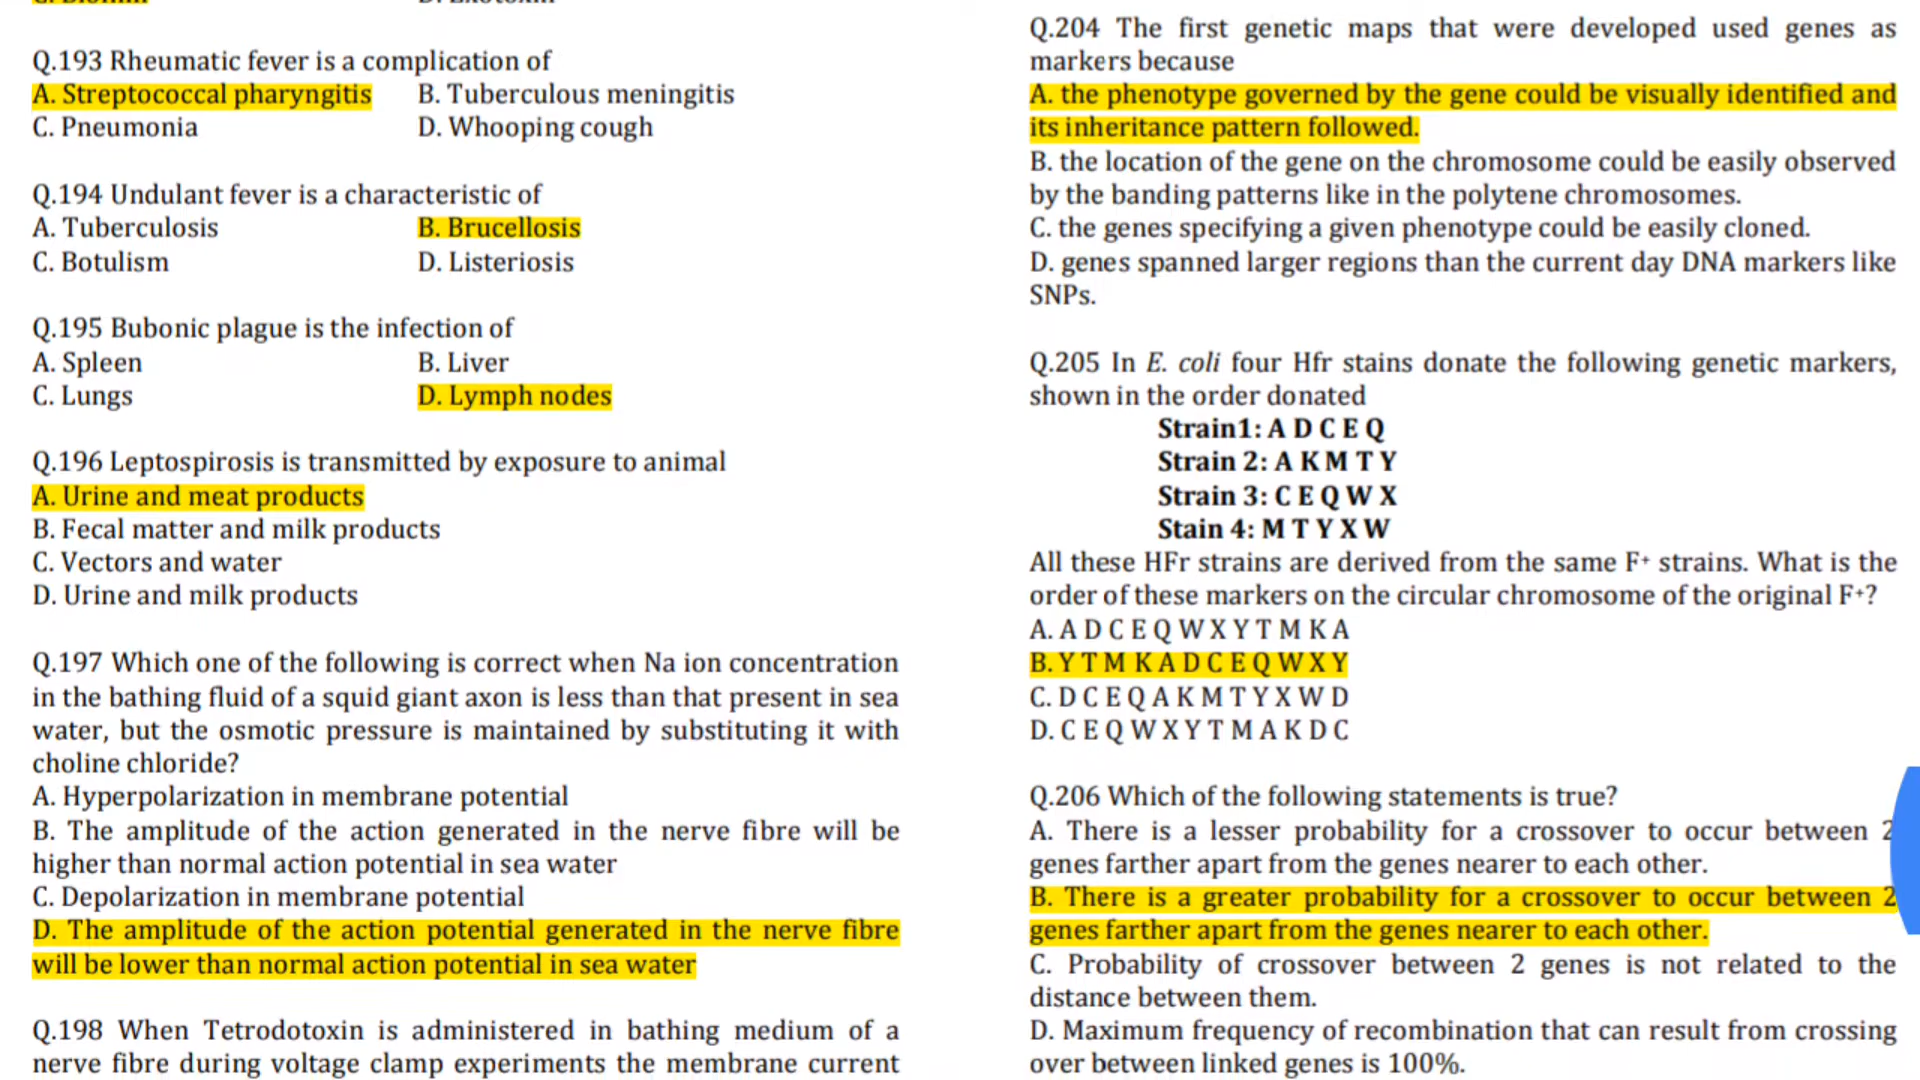 Q.193 Rheumatic fever is a complication of
A. Streptococcal pharyngitis B. Tuberculous meningitis
C. Pneumonia D. Whooping cough
Q.194 Undulant fever is a characteristic of
A. Tuberculosis B. Brucellosis
C. Botulism D. Listeriosis
Q.195 Bubonic plague is the infection of
A. Spleen B. Liver
C. Lungs D. Lymph nodes
Q.196 Leptospirosis is transmitted by exposure to animal
A. Urine and meat products
B. Fecal matter and milk products
C. Vectors and water
D. Urine and milk products
Q.197 Which one of the following is correct when Na ion concentration
in the bathing fluid of a squid giant axon is less than that present in sea
water, but the osmotic pressure is maintained by substituting it with
choline chloride?
A. Hyperpolarization in membrane potential
B. The amplitude of the action generated in the nerve fibre will be
higher than normal action potential in sea water
C. Depolarization in membrane potential
D. The amplitude of the action potential generated in the nerve fibre
will be lower than normal action potential in sea water
Q.198 When Tetrodotoxin is administered in bathing medium of a
nerve fibre during voltage clamp experiments the membrane current
Q.204 The first genetic maps that were developed used genes as
markers because
A. the phenotype governed by the gene could be visually identified and
its inheritance pattern followed.
B. the location of the gene on the chromosome could be easily observed
by the banding patterns like in the polytene chromosomes.
C. the genes specifying a given phenotype could be easily cloned.
D. genes spanned larger regions than the current day DNA markers like
SNPs.
Q.205 In E. coli four Hfr stains donate the following genetic markers,
shown in the order donated
Strain1: A D C E Q
Strain 2: A K M T Y
Strain 3: C E Q W X
Stain 4: M T Y X W
All these HFr strains are derived from the same F⁺ strains. What is the
order of these markers on the circular chromosome of the original F⁺?
A. A D C E Q W X Y T M K A
B. Y T M K A D C E Q W X Y
C. D C E Q A K M T Y X W D
D. C E Q W X Y T M A K D C
Q.206 Which of the following statements is true?
A. There is a lesser probability for a crossover to occur between 2
genes farther apart from the genes nearer to each other.
B. There is a greater probability for a crossover to occur between 2
genes farther apart from the genes nearer to each other.
C. Probability of crossover between 2 genes is not related to the
distance between them.
D. Maximum frequency of recombination that can result from crossing
over between linked genes is 100%.